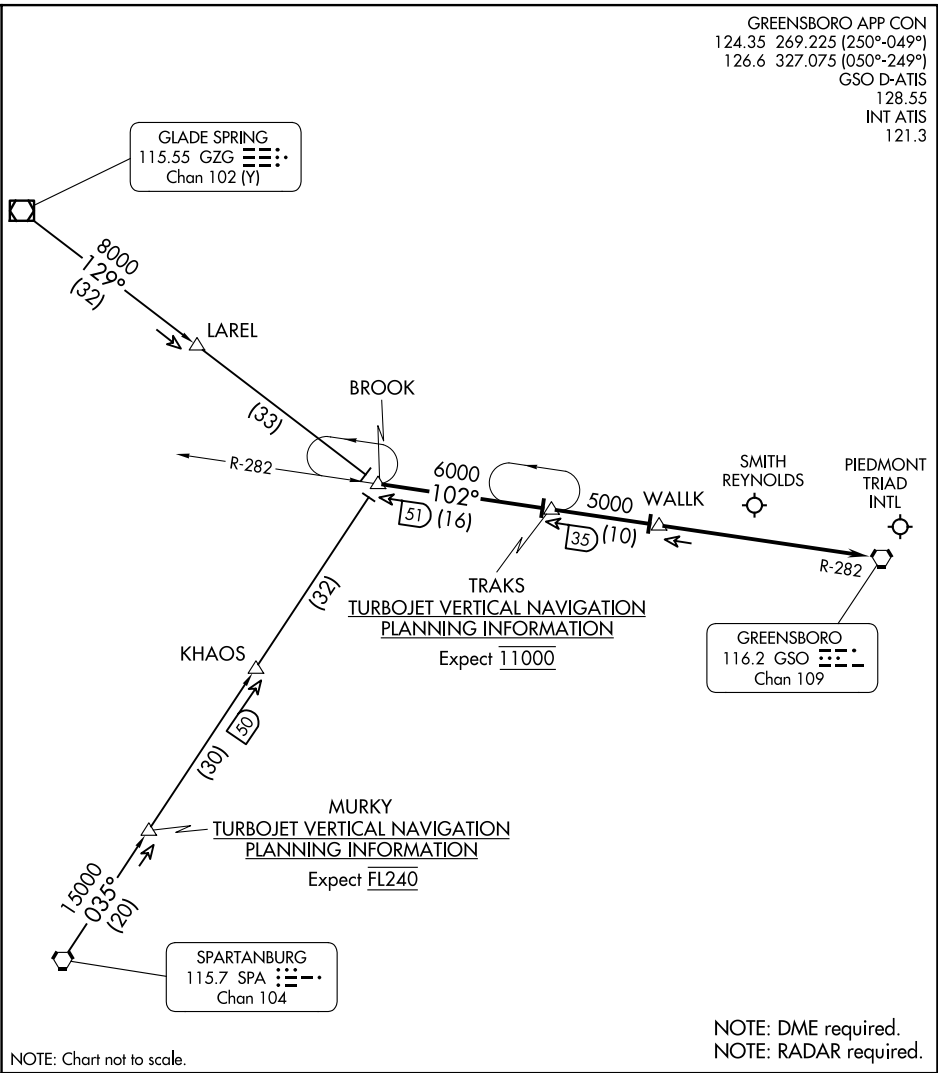 GREENSBORO APP CON
124.35 269.225 (250°-049°)
126.6 327.075 (050°-249°)
GSO D-ATIS
128.55
INT ATIS
121.3
GLADE SPRING
115.55 GZG
Chan 102 (Y)
8000
129°
(32)
LAREL
(33)
BROOK
R-282
6000
102°
51 (16)
5000
35 (10)
WALLK
SMITH
REYNOLDS
PIEDMONT
TRIAD
INTL
R-282
TRAKS
TURBOJET VERTICAL NAVIGATION
PLANNING INFORMATION
Expect 11000
GREENSBORO
116.2 GSO
Chan 109
(32)
KHAOS
50
(30)
MURKY
TURBOJET VERTICAL NAVIGATION
PLANNING INFORMATION
Expect FL240
15000
035°
(20)
SPARTANBURG
115.7 SPA
Chan 104
NOTE: DME required.
NOTE: RADAR required.
NOTE: Chart not to scale.